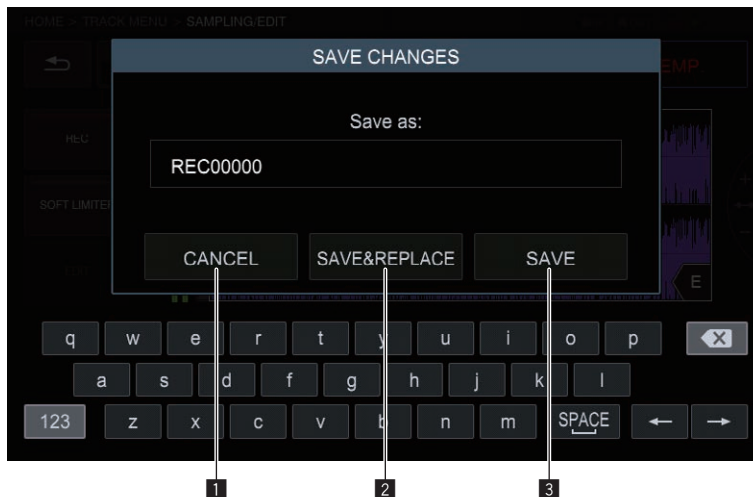 HOME > TRACK MENU > SAMPLING/EDIT
SAVE CHANGES
EMP
Save as:
REC
REC00000
SOFT LIMITE
CANCEL
SAVE&REPLACE
SAVE
E
q w e r t y u i o p
a s d f g h j k l
123 z x c v b n m SPACE ← →
1 2 3